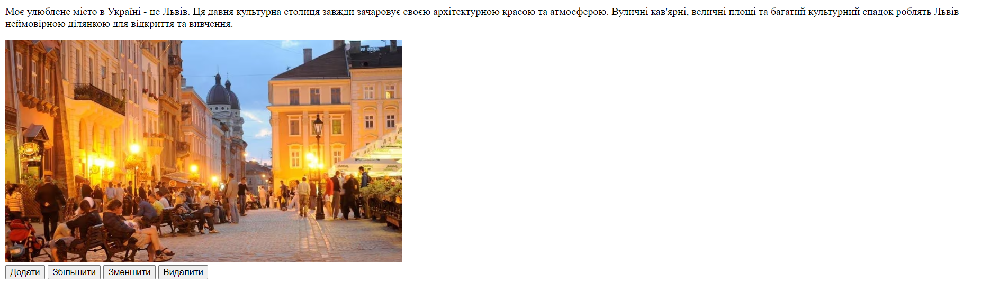 Моє улюблене місто в Україні - це Львів. Ця давня культурна столиця завжди зачаровує своєю архітектурною красою та атмосферою. Вуличні кав'ярні, величні площі та багатий культурний спадок роблять Львів
неймовірною ділянкою для відкриття та вивчення.
Додати Збільшити Зменшити Видалити